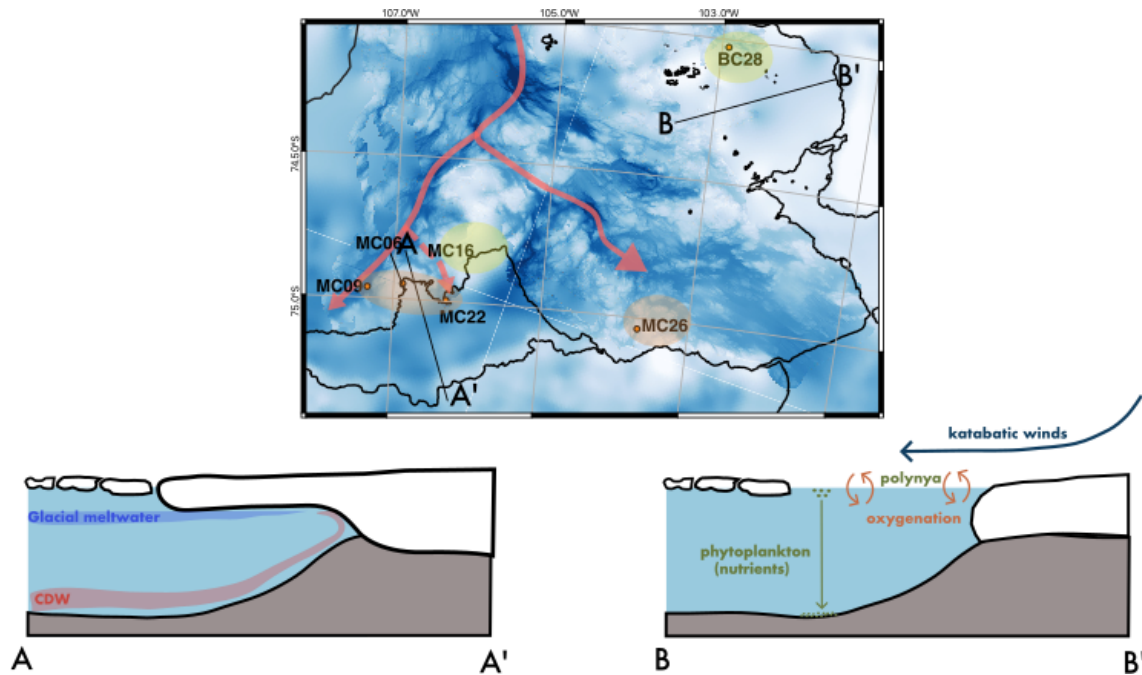 107.0°W
105.0°W
103.0°W
BC28
B'
B
74.5°S
MC06
A
MC16
MC09
75.0°S
MC22
MC26
A'
katabatic winds
polynya
Glacial meltwater
oxygenation
phytoplankton
(nutrients)
CDW
A
A'
B
B'